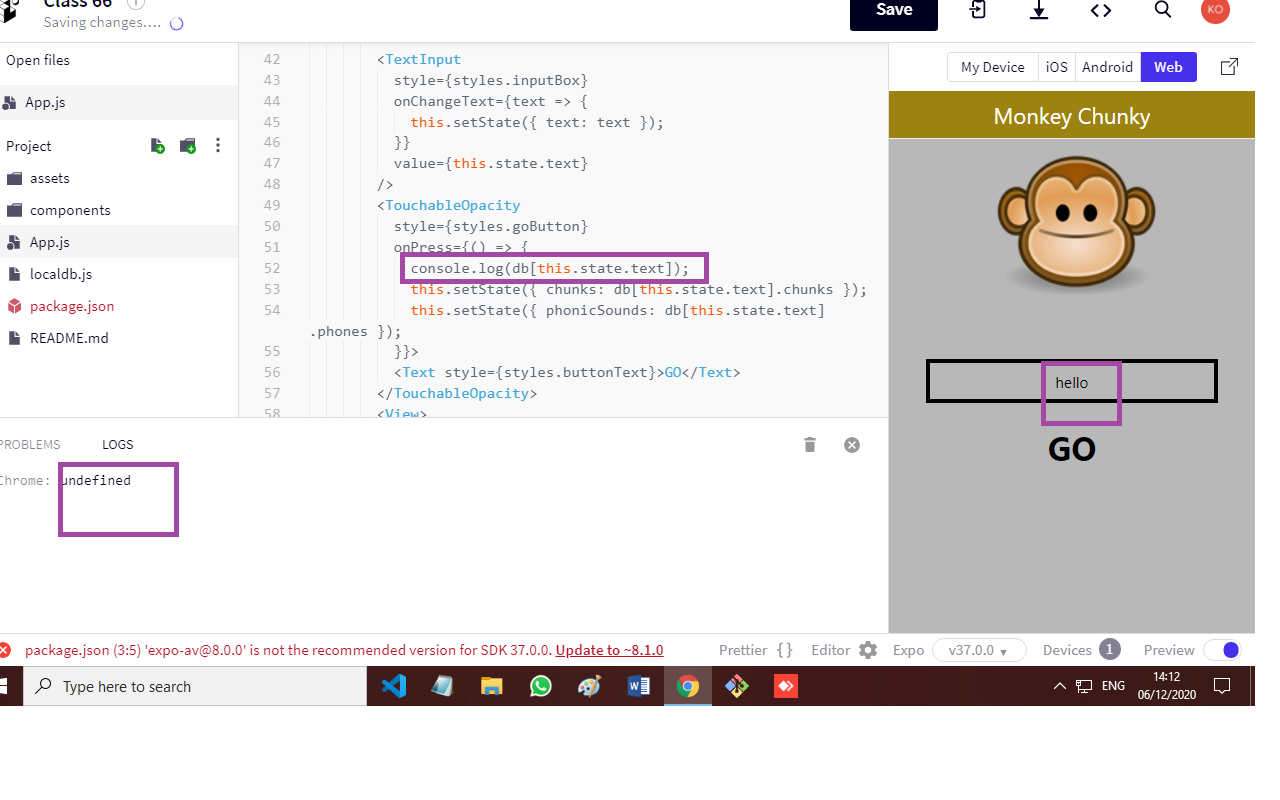 Class 66
Saving changes....
Save
KO
Open files
App.js
Project
assets
components
App.js
localdb.js
package.json
README.md
42 <TextInput
43 style={styles.inputBox}
44 onChangeText={text => {
45 this.setState({ text: text });
46 }}
47 value={this.state.text}
48 />
49 <TouchableOpacity
50 style={styles.goButton}
51 onPress={() => {
52 console.log(db[this.state.text]);
53 this.setState({ chunks: db[this.state.text].chunks });
54 this.setState({ phonicSounds: db[this.state.text]
.phones });
55 }}>
56 <Text style={styles.buttonText}>GO</Text>
57 </TouchableOpacity>
58 <View>
My Device iOS Android Web
Monkey Chunky
hello
GO
PROBLEMS LOGS
Chrome: undefined
package.json (3:5) 'expo-av@8.0.0' is not the recommended version for SDK 37.0.0. Update to ~8.1.0
Prettier { } Editor Expo v37.0.0 Devices 1 Preview
Type here to search
ENG
14:12
06/12/2020